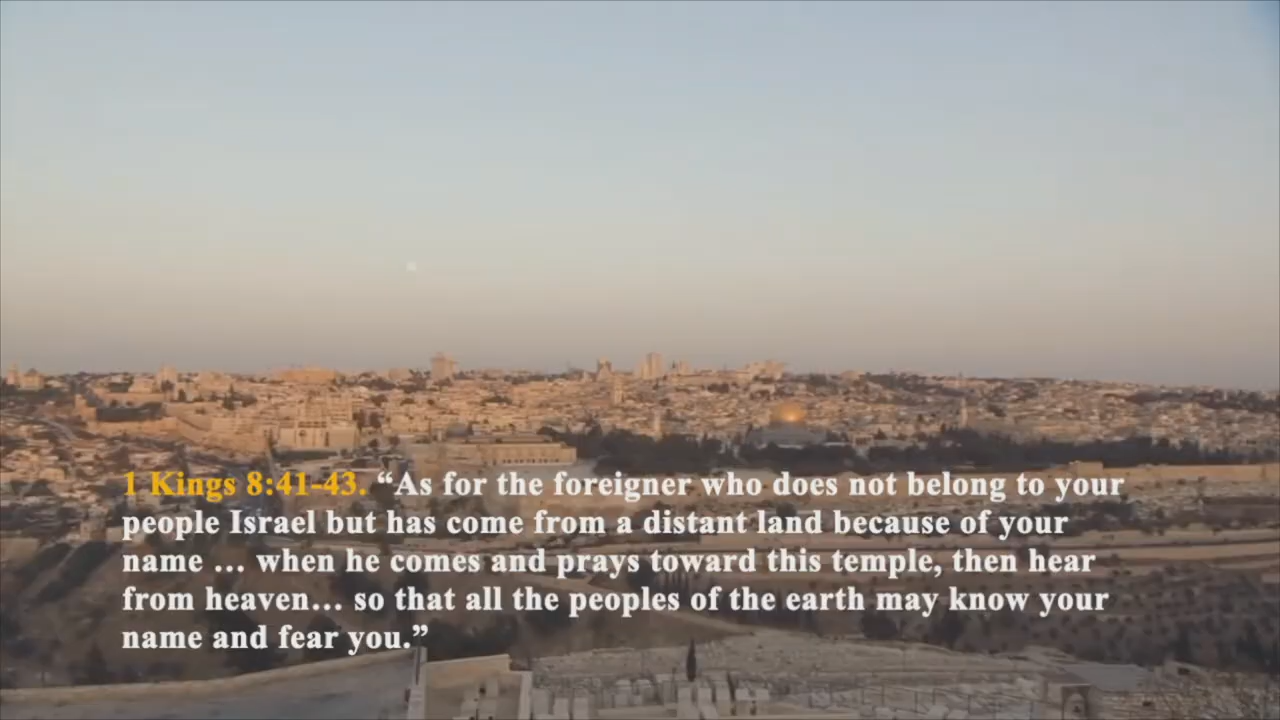 1 Kings 8:41-43. “As for the foreigner who does not belong to your
people Israel but has come from a distant land because of your
name … when he comes and prays toward this temple, then hear
from heaven… so that all the peoples of the earth may know your
name and fear you.”